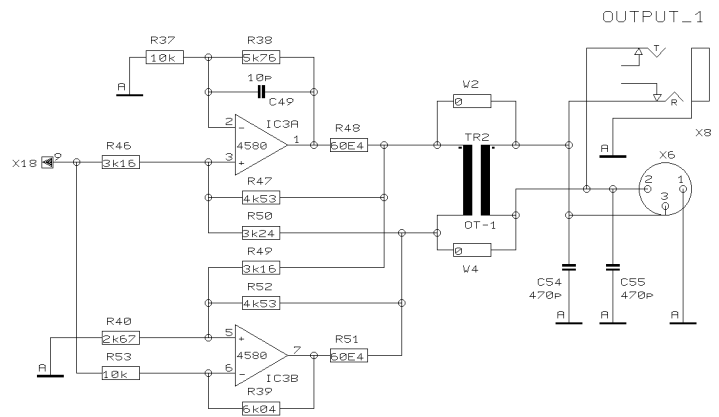 OUTPUT_1
R37
10k
R38
5k76
10p
C49
A
2
-
IC3A
4580
1
3
+
R48
60E4
W2
0
TR2
OT-1
W4
0
T
R
X8
A
X6
2
1
3
X18
9
R46
3k16
R47
4k53
R50
3k24
R49
3k16
R52
4k53
C54
470p
C55
470p
A
A
A
R40
2k67
A
R53
10k
5
+
4580
7
6
-
IC3B
R51
60E4
R39
6k04